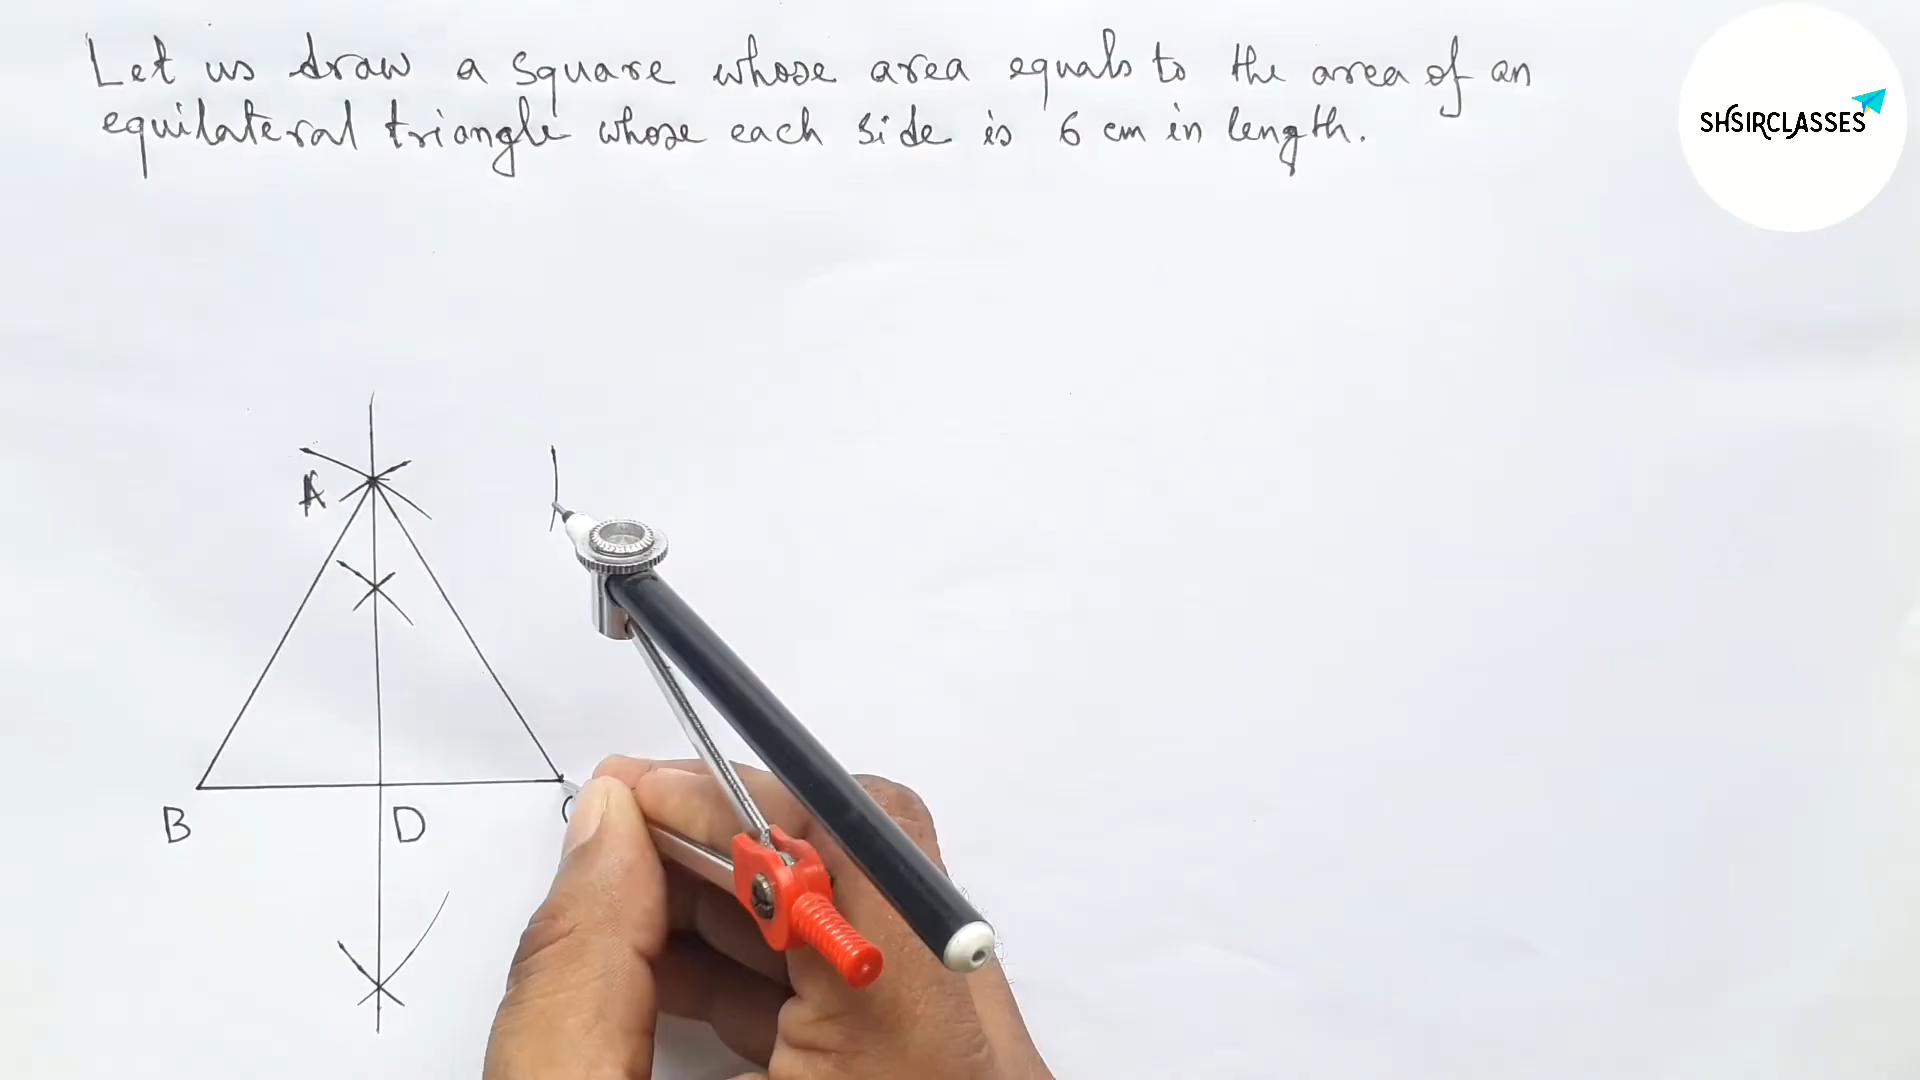 Let us draw a square whose area equals to the area of an
equilateral triangle whose each side is 6 cm in length.
SHSIRCLASSES
A
B
D
C